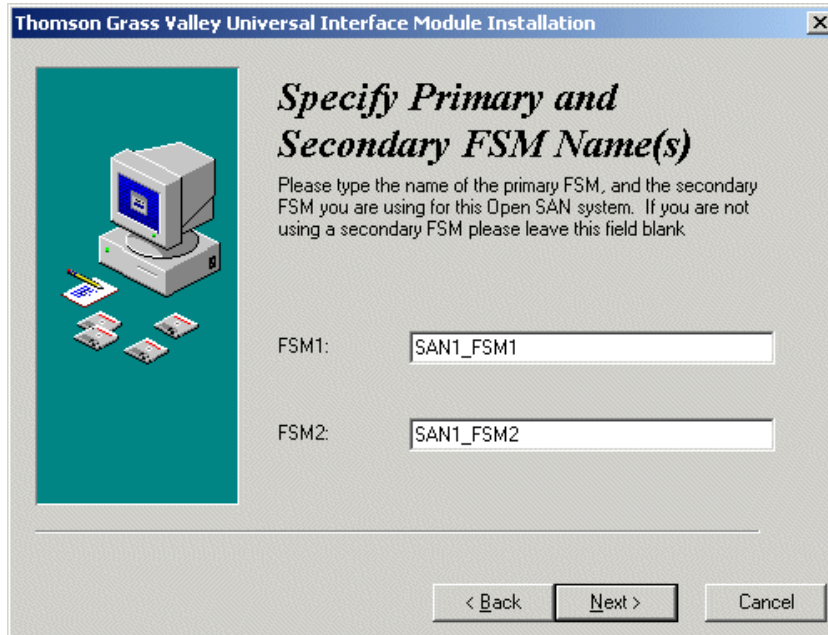 Thomson Grass Valley Universal Interface Module Installation
Specify Primary and
Secondary FSM Name(s)
Please type the name of the primary FSM, and the secondary
FSM you are using for this Open SAN system.  If you are not
using a secondary FSM please leave this field blank
FSM1: SAN1_FSM1
FSM2: SAN1_FSM2
< Back Next > Cancel